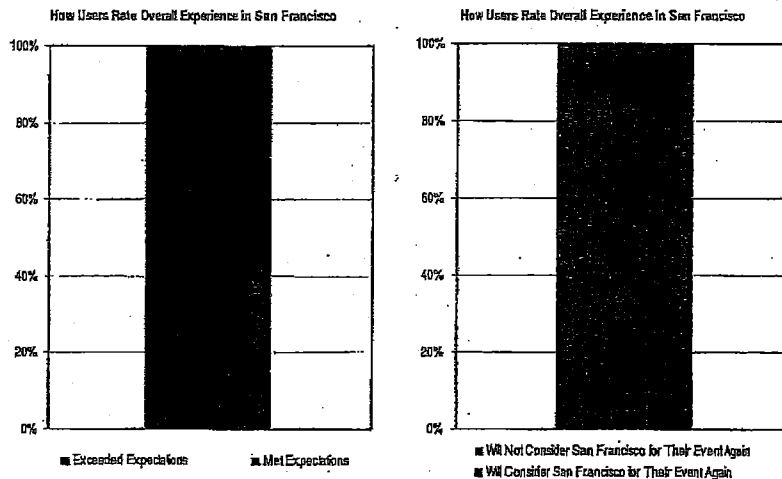 How Users Rate Overall Experience in San Francisco
100%
80%
60%
40%
20%
0%
Exceeded Expectations
Met Expectations
How Users Rate Overall Experience in San Francisco
100%
80%
60%
40%
20%
0%
Will Not Consider San Francisco for Their Event Again
Will Consider San Francisco for Their Event Again